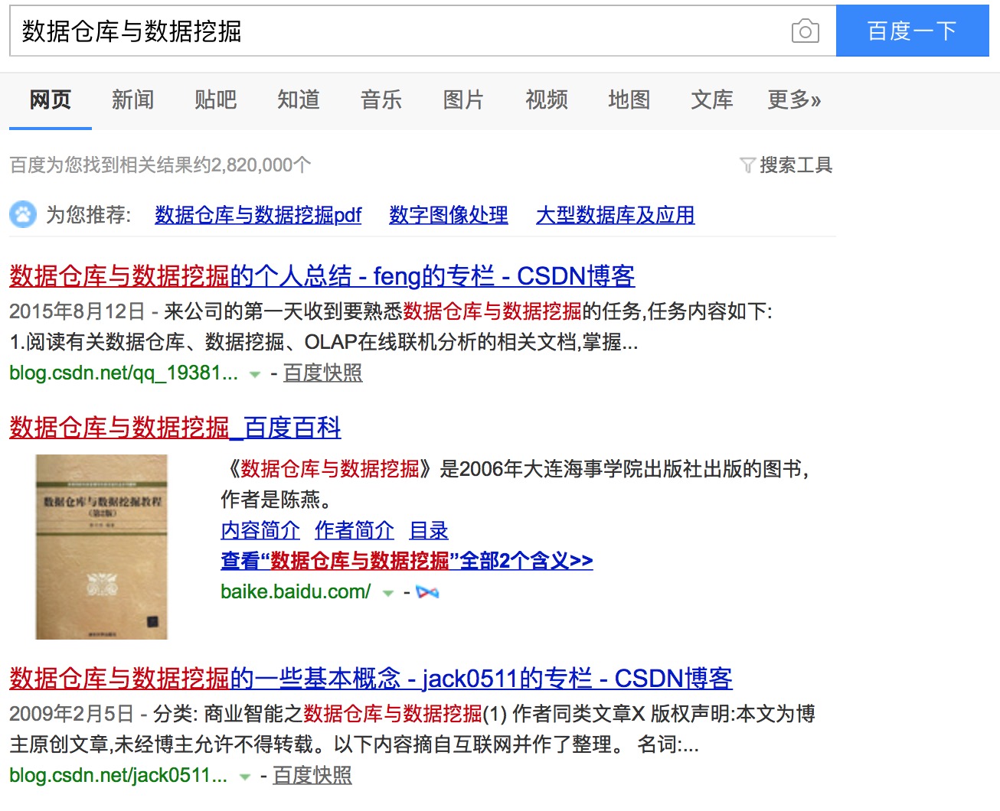 数据仓库与数据挖掘
百度一下
网页 新闻 贴吧 知道 音乐 图片 视频 地图 文库 更多»
百度为您找到相关结果约2,820,000个
搜索工具
为您推荐: 数据仓库与数据挖掘pdf 数字图像处理 大型数据库及应用
数据仓库与数据挖掘的个人总结 - feng的专栏 - CSDN博客
2015年8月12日 - 来公司的第一天收到要熟悉数据仓库与数据挖掘的任务,任务内容如下:
1.阅读有关数据仓库、数据挖掘、OLAP在线联机分析的相关文档,掌握...
blog.csdn.net/qq_19381... - 百度快照
数据仓库与数据挖掘_百度百科
数据仓库与数据挖掘教程
(第2版)
《数据仓库与数据挖掘》是2006年大连海事学院出版社出版的图书，
作者是陈燕。
内容简介 作者简介 目录
查看“数据仓库与数据挖掘”全部2个含义>>
baike.baidu.com/ -
数据仓库与数据挖掘的一些基本概念 - jack0511的专栏 - CSDN博客
2009年2月5日 - 分类: 商业智能之数据仓库与数据挖掘(1) 作者同类文章X 版权声明:本文为博
主原创文章,未经博主允许不得转载。以下内容摘自互联网并作了整理。 名词:...
blog.csdn.net/jack0511... - 百度快照